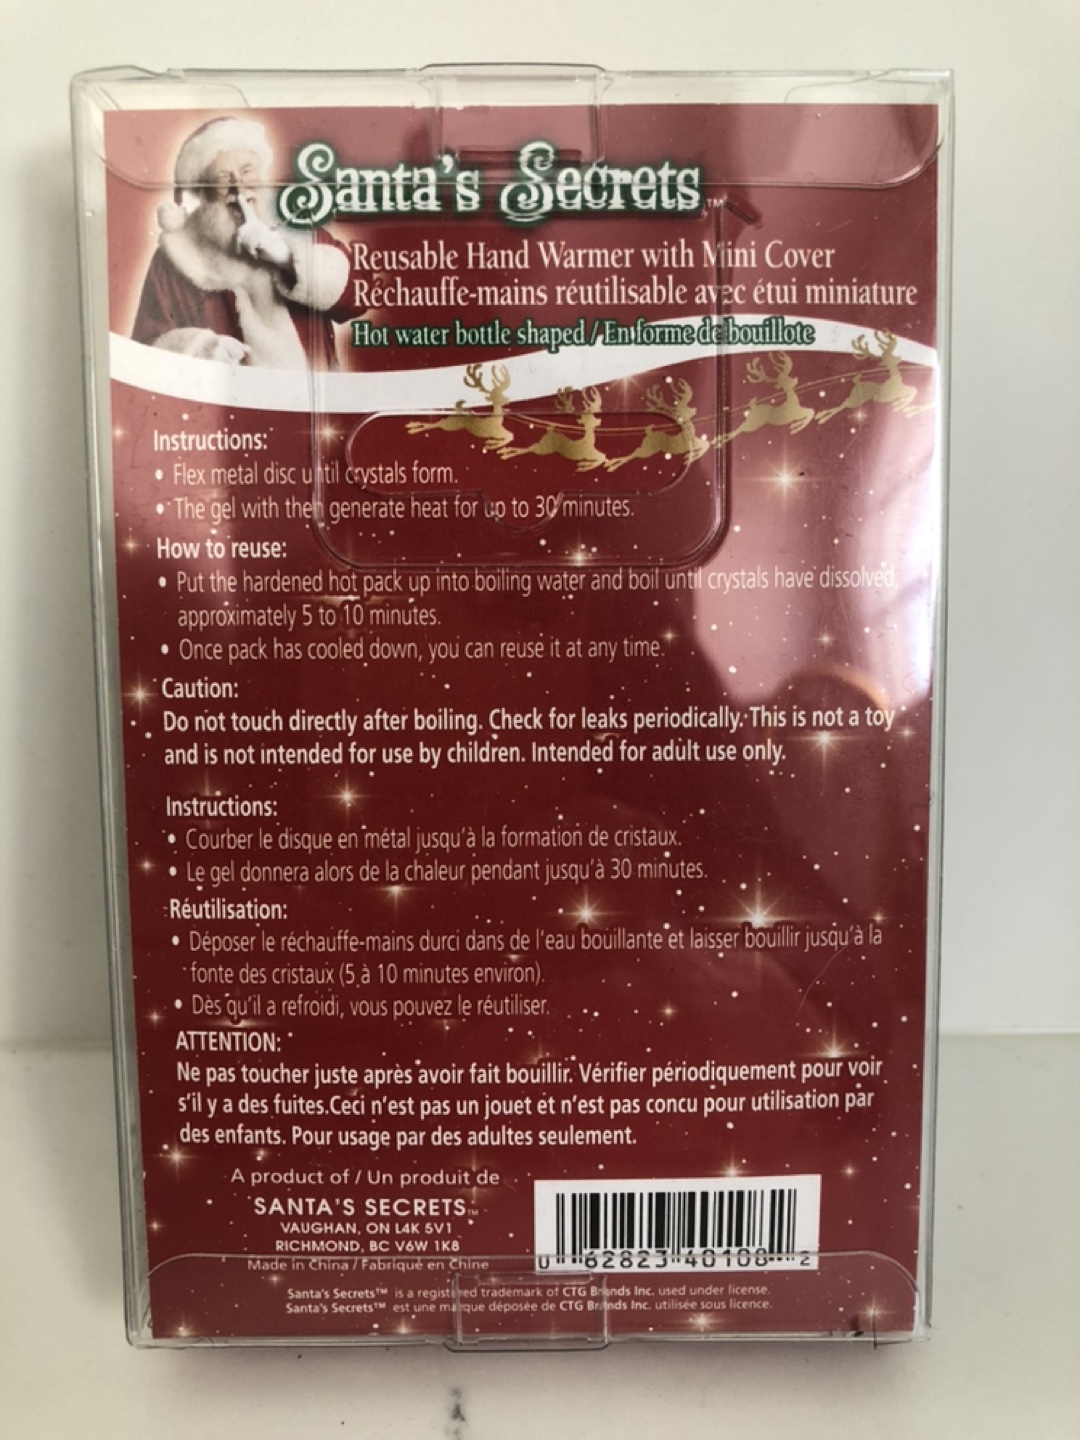 Santa's Secrets™
Reusable Hand Warmer with Mini Cover
Réchauffe-mains réutilisable avec étui miniature
Hot water bottle shaped / En forme de bouillote
Instructions:
• Flex metal disc until crystals form.
• The gel with then generate heat for up to 30 minutes.
How to reuse:
• Put the hardened hot pack up into boiling water and boil until crystals have dissolved,
approximately 5 to 10 minutes.
• Once pack has cooled down, you can reuse it at any time.
Caution:
Do not touch directly after boiling. Check for leaks periodically. This is not a toy
and is not intended for use by children. Intended for adult use only.
Instructions:
• Courber le disque en métal jusqu'à la formation de cristaux.
• Le gel donnera alors de la chaleur pendant jusqu'à 30 minutes.
Réutilisation:
• Déposer le réchauffe-mains durci dans de l'eau bouillante et laisser bouillir jusqu'à la
fonte des cristaux (5 à 10 minutes environ).
• Dès qu'il a refroidi, vous pouvez le réutiliser.
ATTENTION:
Ne pas toucher juste après avoir fait bouillir. Vérifier périodiquement pour voir
s'il y a des fuites.Ceci n'est pas un jouet et n'est pas concu pour utilisation par
des enfants. Pour usage par des adultes seulement.
A product of / Un produit de
SANTA'S SECRETS™
VAUGHAN, ON L4K 5V1
RICHMOND, BC V6W 1K8
Made in China / Fabriqué en Chine
0 62823 40108 2
Santa's Secrets™ is a registered trademark of CTG Brands Inc. used under license.
Santa's Secrets™ est une marque déposée de CTG Brands Inc. utilisée sous licence.